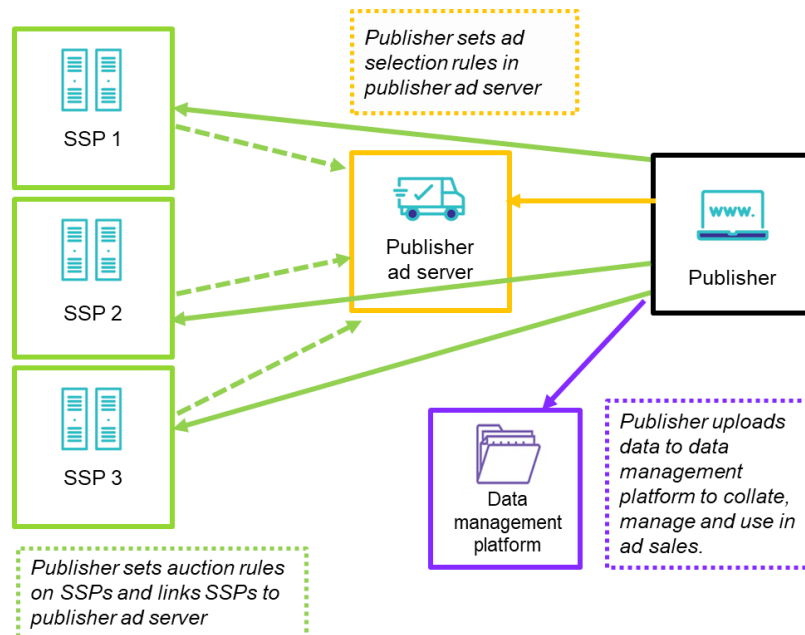 Publisher sets ad
selection rules in
publisher ad server
SSP 1
www.
Publisher
ad server
Publisher
SSP 2
SSP 3
Data
management
platform
Publisher uploads
data to data
management
platform to collate,
manage and use in
ad sales.
Publisher sets auction rules
on SSPs and links SSPs to
publisher ad server